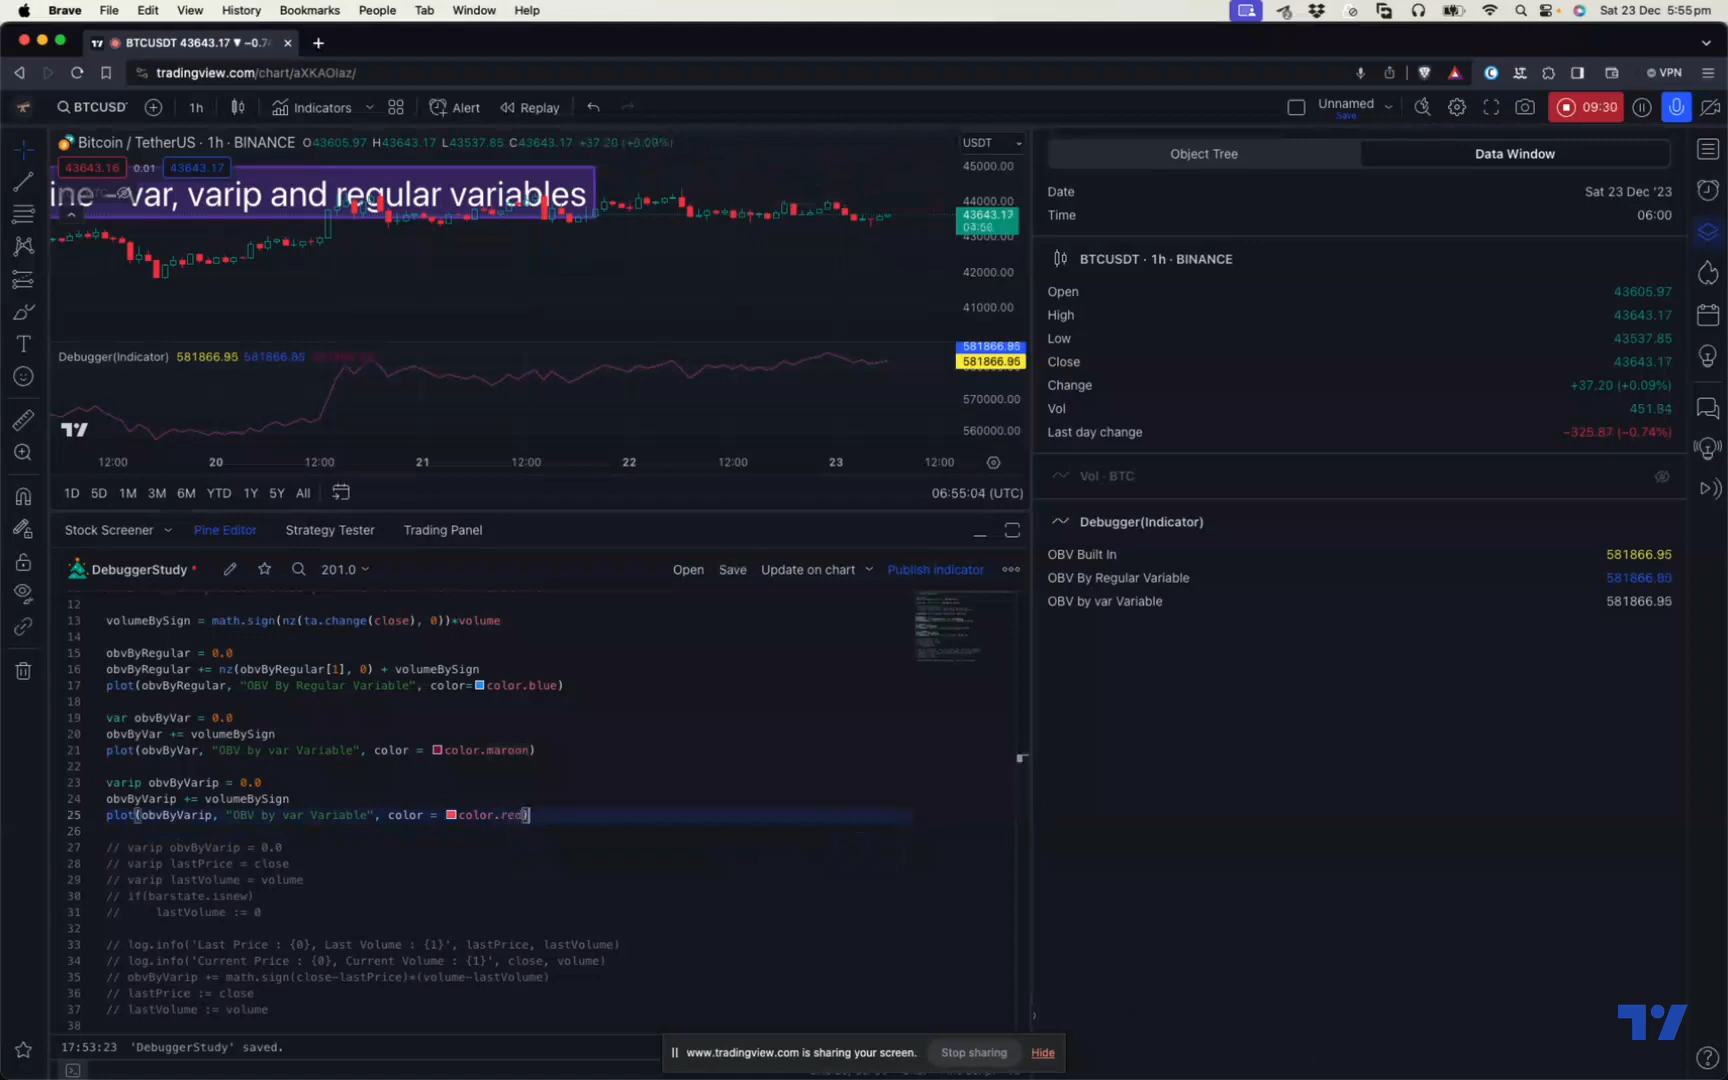 Brave File Edit View History Bookmarks People Tab Window Help
Sat 23 Dec 5:55 pm
BTCUSDT 43643.17 ▼ −0.74
tradingview.com/chart/aXKAOIaz/
VPN
BTCUSDT 1h Indicators Alert Replay
Unnamed
Save
09:30
Bitcoin / TetherUS · 1h · BINANCE O43605.97 H43643.17 L43537.85 C43643.17 +37.20 (+0.09%)
USDT
43643.16 0.01 43643.17
ine - var, varip and regular variables
45000.00
44000.00
43643.17
43000.00
42000.00
41000.00
Debugger(Indicator) 581866.95
581866.95
581866.95
570000.00
560000.00
12:00 20 12:00 21 12:00 22 12:00 23 12:00
1D 5D 1M 3M 6M YTD 1Y 5Y All
06:55:04 (UTC)
Stock Screener Pine Editor Strategy Tester Trading Panel
DebuggerStudy * 201.0
Open Save Update on chart Publish indicator
12
13 volumeBySign = math.sign(nz(ta.change(close), 0))*volume
14
15 obvByRegular = 0.0
16 obvByRegular += nz(obvByRegular[1], 0) + volumeBySign
17 plot(obvByRegular, "OBV By Regular Variable", color=color.blue)
18
19 var obvByVar = 0.0
20 obvByVar += volumeBySign
21 plot(obvByVar, "OBV by var Variable", color = color.maroon)
22
23 varip obvByVarip = 0.0
24 obvByVarip += volumeBySign
25 plot(obvByVarip, "OBV by var Variable", color = color.red)
26
27 // varip obvByVarip = 0.0
28 // varip lastPrice = close
29 // varip lastVolume = volume
30 // if(barstate.isnew)
31 // lastVolume := 0
32
33 // log.info('Last Price : {0}, Last Volume : {1}', lastPrice, lastVolume)
34 // log.info('Current Price : {0}, Current Volume : {1}', close, volume)
35 // obvByVarip += math.sign(close-lastPrice)*(volume-lastVolume)
36 // lastPrice := close
37 // lastVolume := volume
38
17:53:23 'DebuggerStudy' saved.
Object Tree Data Window
Date Sat 23 Dec '23
Time 06:00
BTCUSDT · 1h · BINANCE
Open 43605.97
High 43643.17
Low 43537.85
Close 43643.17
Change +37.20 (+0.09%)
Vol 451.84
Last day change −325.87 (−0.74%)
Vol · BTC
Debugger(Indicator)
OBV Built In 581866.95
OBV By Regular Variable
OBV by var Variable 581866.95
www.tradingview.com is sharing your screen. Stop sharing Hide